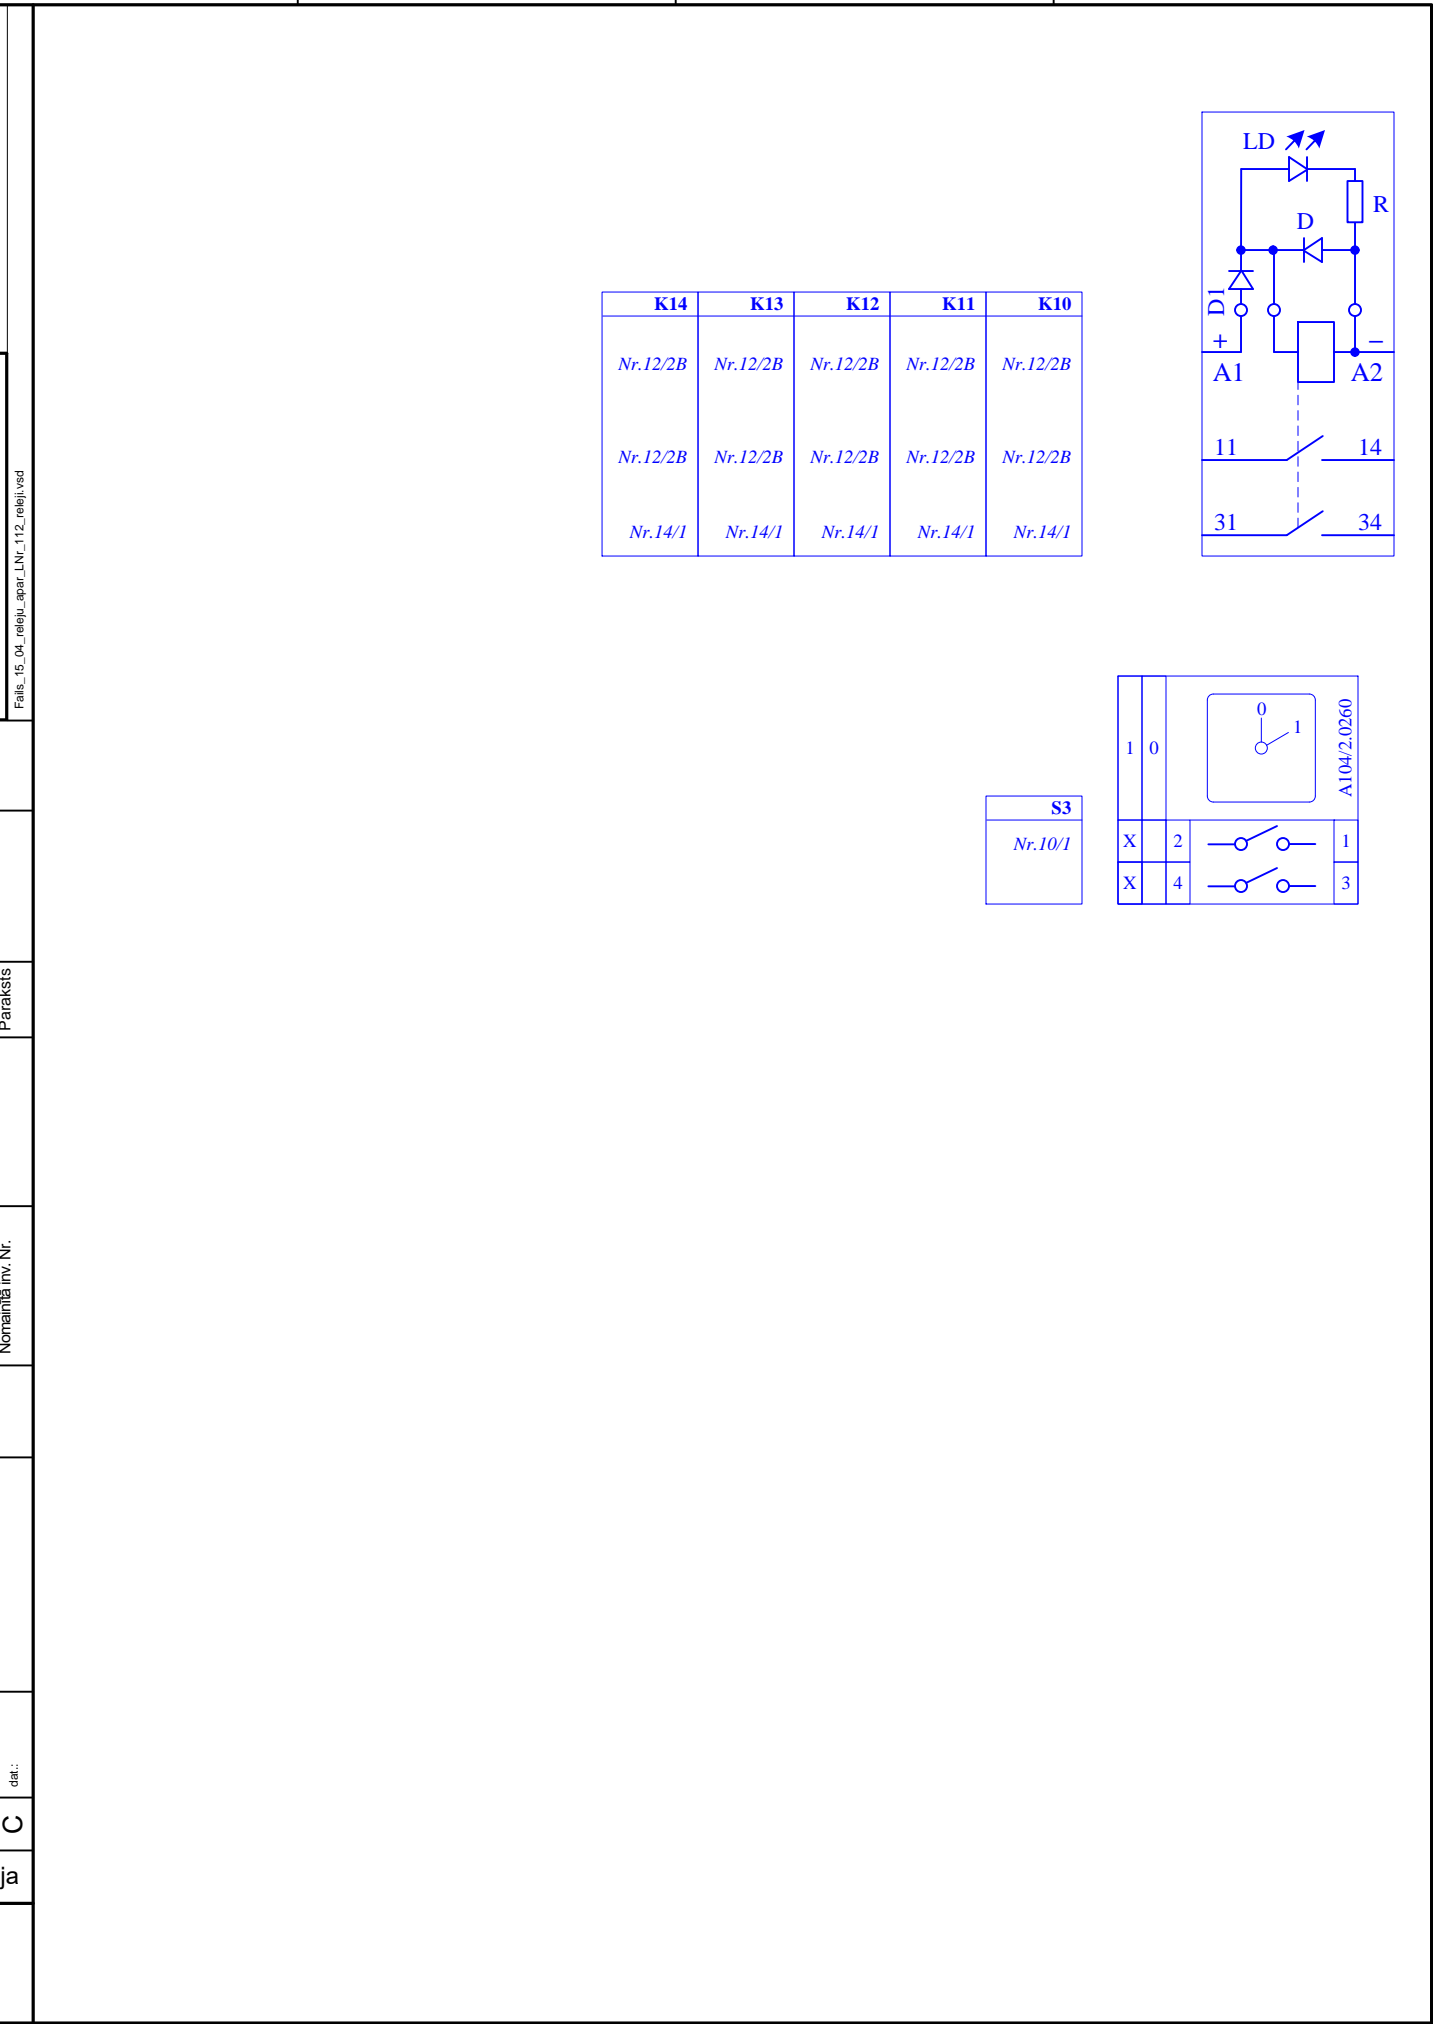 LD
R
D
D1
+ −
A1 A2
11 14
31 34
K14 K13 K12 K11 K10
Nr.12/2B Nr.12/2B Nr.12/2B Nr.12/2B Nr.12/2B
Nr.12/2B Nr.12/2B Nr.12/2B Nr.12/2B Nr.12/2B
Nr.14/1 Nr.14/1 Nr.14/1 Nr.14/1 Nr.14/1
1 0 0 1 A104/2.0260
X 2 1
X 4 3
S3
Nr.10/1
Fails_15_04_releju_apar_LNr_112_releji.vsd
Paraksts
Nomainītā inv. Nr.
dat.:
C
ja